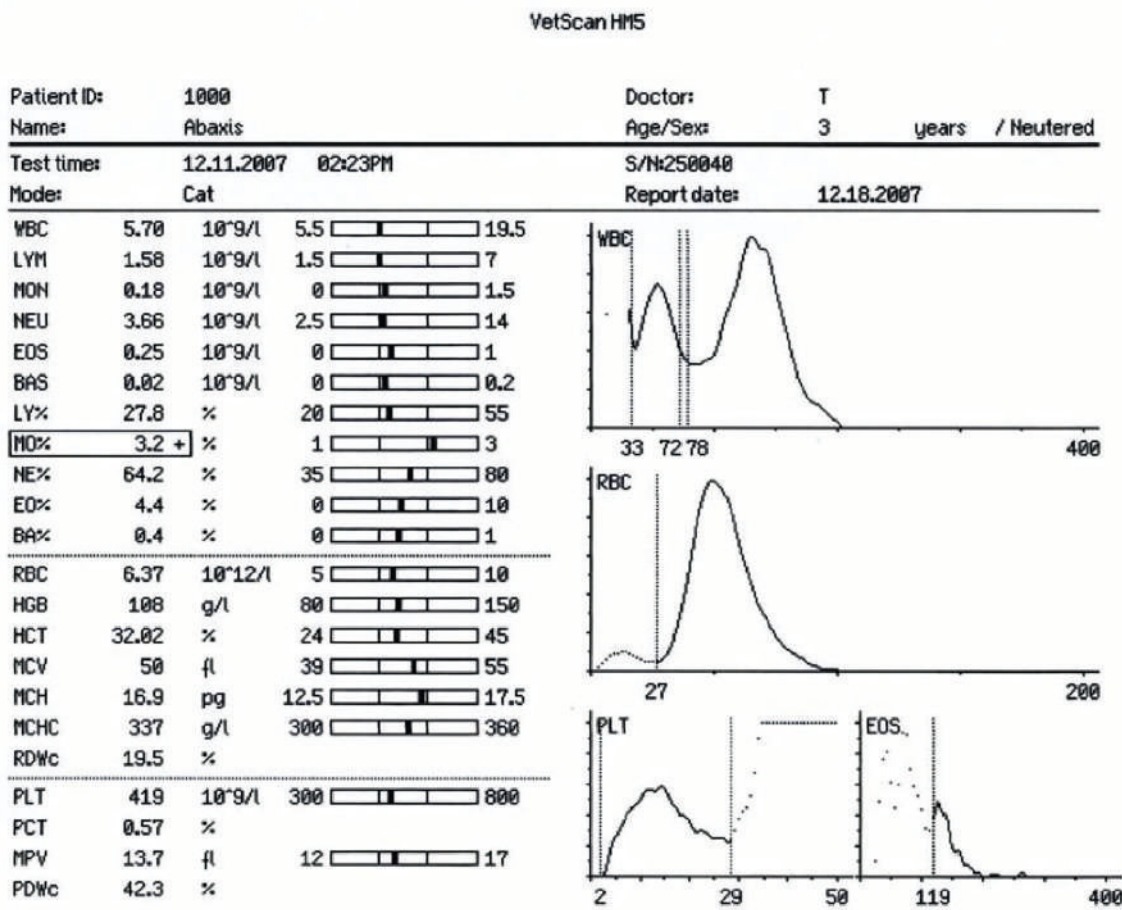 VetScan HM5
Patient ID: 1000 Doctor: T
Name: Abaxis Age/Sex: 3 years / Neutered
Test time: 12.11.2007 02:23PM S/N:250040
Mode: Cat Report date: 12.18.2007
WBC 5.70 10^9/l 5.5 19.5
LYM 1.58 10^9/l 1.5 7
MON 0.18 10^9/l 0 1.5
NEU 3.66 10^9/l 2.5 14
EOS 0.25 10^9/l 0 1
BAS 0.02 10^9/l 0 0.2
LY% 27.8 % 20 55
MO% 3.2 + % 1 3
NE% 64.2 % 35 80
EO% 4.4 % 0 10
BA% 0.4 % 0 1
RBC 6.37 10^12/l 5 10
HGB 108 g/l 80 150
HCT 32.02 % 24 45
MCV 50 fl 39 55
MCH 16.9 pg 12.5 17.5
MCHC 337 g/l 300 360
RDWc 19.5 %
PLT 419 10^9/l 300 800
PCT 0.57 %
MPV 13.7 fl 12 17
PDWc 42.3 %
WBC
33 72 78 400
RBC
27 200
PLT
2 29 50
EOS
119 400